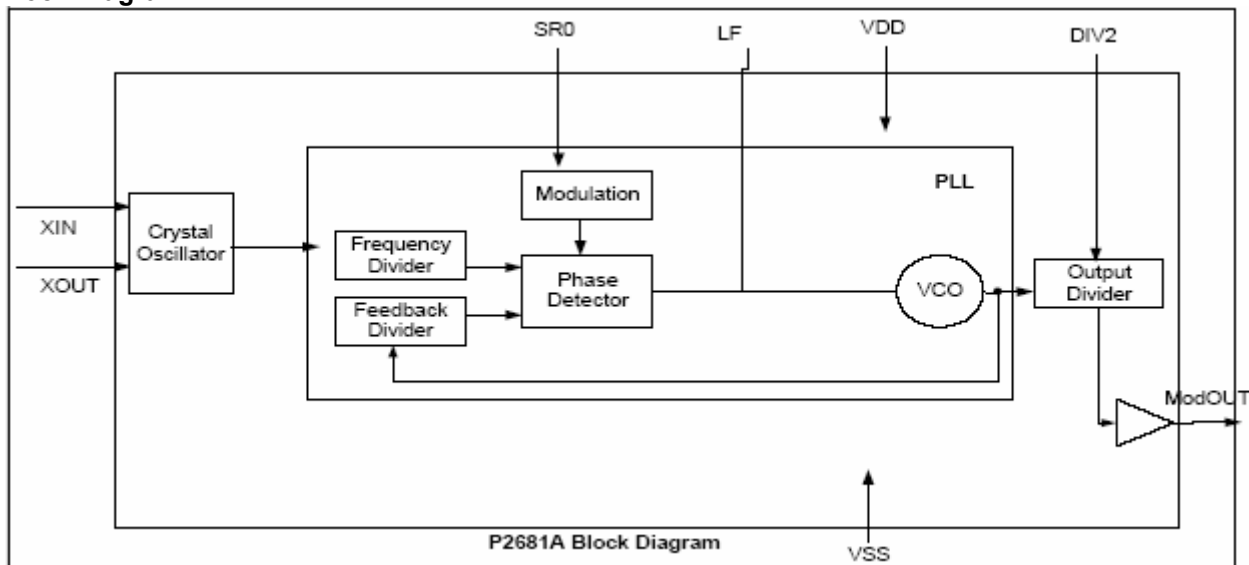 SR0
LF
VDD
DIV2
PLL
Modulation
XIN
Crystal
Oscillator
Frequency
Divider
Phase
Detector
VCO
Output
Divider
XOUT
Feedback
Divider
ModOUT
P2681A Block Diagram
VSS